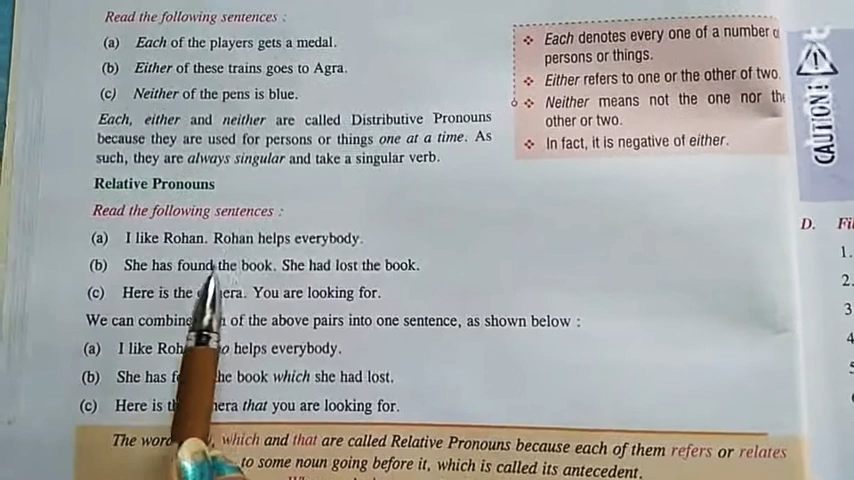 Read the following sentences :
(a) Each of the players gets a medal.
(b) Either of these trains goes to Agra.
(c) Neither of the pens is blue.
Each, either and neither are called Distributive Pronouns
because they are used for persons or things one at a time. As
such, they are always singular and take a singular verb.
❖ Each denotes every one of a number
persons or things.
❖ Either refers to one or the other of two.
❖ Neither means not the one nor the
other or two.
❖ In fact, it is negative of either.
CAUTION!
Relative Pronouns
Read the following sentences :
(a) I like Rohan. Rohan helps everybody.
(b) She has found the book. She had lost the book.
(c) Here is the You are looking for.
We can of the above pairs into one sentence, as shown below :
(a) I like helps everybody.
(b) She has book which she had lost.
(c) Here is that you are looking for.
The which and that are called Relative Pronouns because each of them refers or relates
to some noun going before it, which is called its antecedent.
D.
1.
2.
3
4